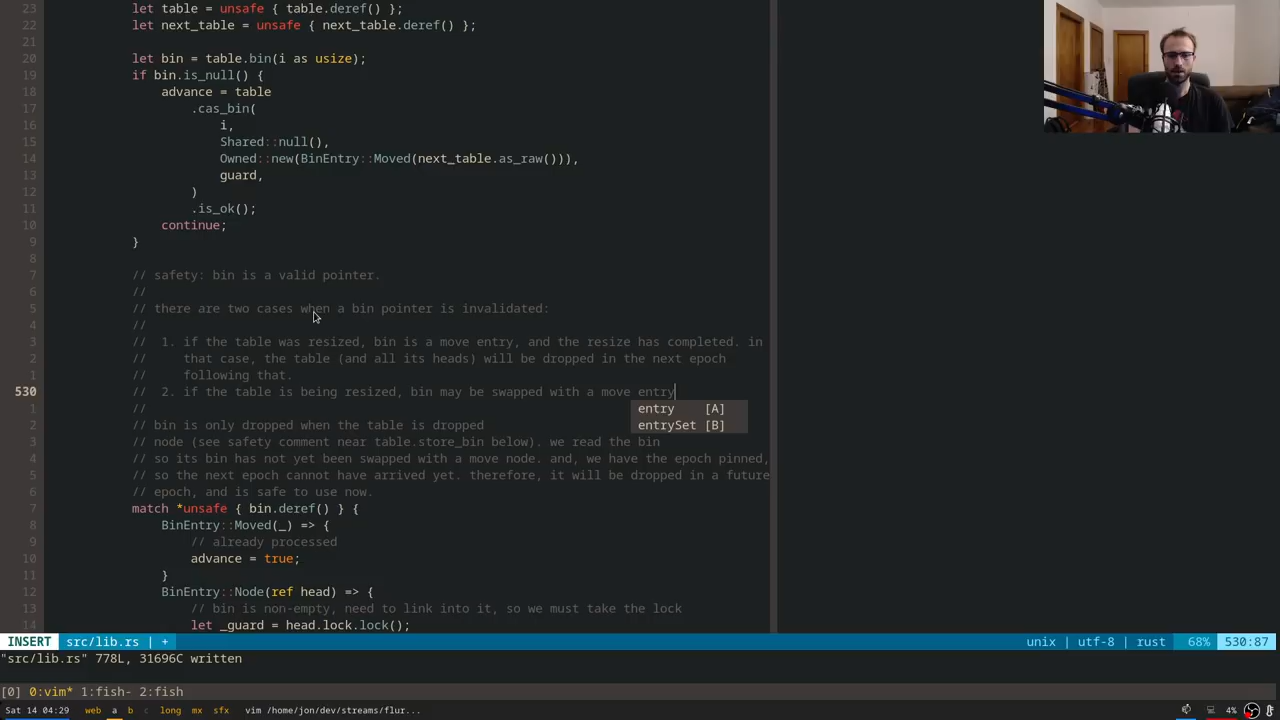 23 let table = unsafe { table.deref() };
22 let next_table = unsafe { next_table.deref() };
21
20 let bin = table.bin(i as usize);
19 if bin.is_null() {
18 advance = table
17 .cas_bin(
16 i,
15 Shared::null(),
14 Owned::new(BinEntry::Moved(next_table.as_raw())),
13 guard,
12 )
11 .is_ok();
10 continue;
9 }
8
7 // safety: bin is a valid pointer.
6 //
5 // there are two cases when a bin pointer is invalidated:
4 //
3 // 1. if the table was resized, bin is a move entry, and the resize has completed. in
2 // that case, the table (and all its heads) will be dropped in the next epoch
1 // following that.
530 // 2. if the table is being resized, bin may be swapped with a move entry
1 //
entry [A]
2 // bin is only dropped when the table is dropped
entrySet [B]
3 // node (see safety comment near table.store_bin below). we read the bin
4 // so its bin has not yet been swapped with a move node. and, we have the epoch pinned,
5 // so the next epoch cannot have arrived yet. therefore, it will be dropped in a future
6 // epoch, and is safe to use now.
7 match *unsafe { bin.deref() } {
8 BinEntry::Moved(_) => {
9 // already processed
10 advance = true;
11 }
12 BinEntry::Node(ref head) => {
13 // bin is non-empty, need to link into it, so we must take the lock
14 let _guard = head.lock.lock();
INSERT src/lib.rs | + unix | utf-8 | rust 68% 530:87
"src/lib.rs" 778L, 31696C written
[0] 0:vim* 1:fish- 2:fish
Sat 14 04:29 web a b c long mx sfx vim /home/jon/dev/streams/flur... 4%